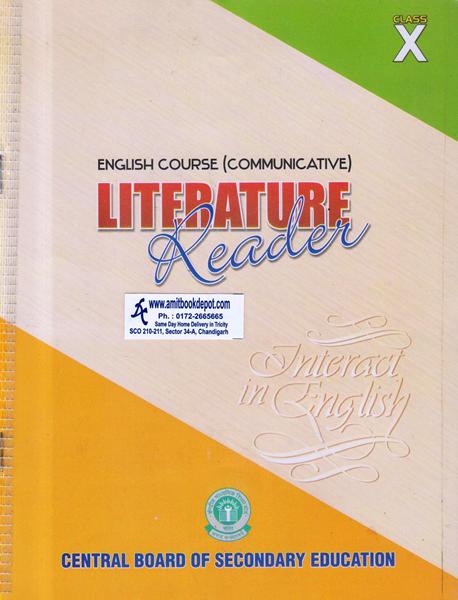 CLASS
X
ENGLISH COURSE (COMMUNICATIVE)
LITERATURE
Reader
www.amitbookdepot.com
Ph. : 0172-2665665
Same Day Home Delivery in Tricity
SCO 210-211, Sector 34-A, Chandigarh
Interact
in English
CENTRAL BOARD OF SECONDARY EDUCATION